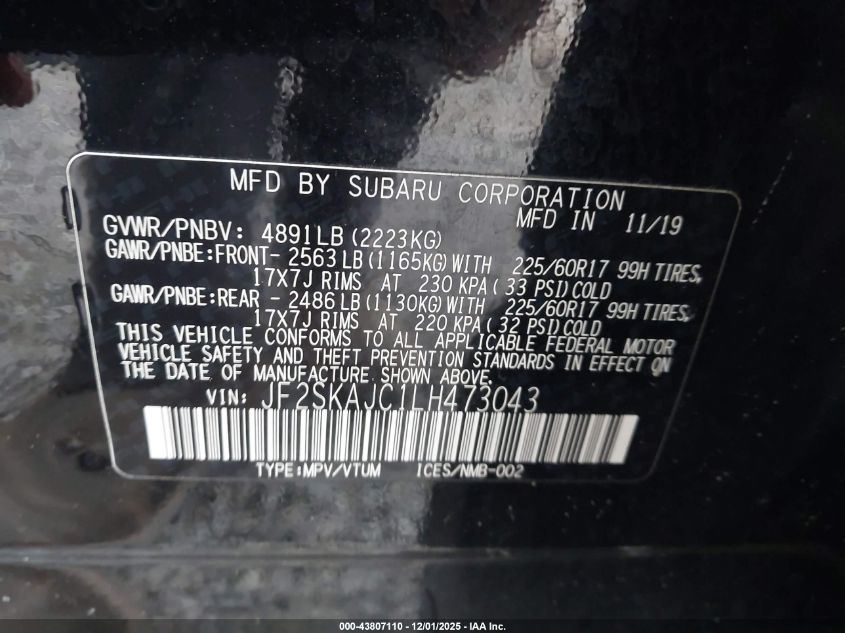 MFD BY SUBARU CORPORATION
MFD IN 11/19
GVWR/PNBV: 4891LB (2223KG)
GAWR/PNBE:FRONT- 2563 LB (1165KG) WITH 225/60R17 99H TIRES,
17X7J RIMS AT 230 KPA ( 33 PSI) COLD
GAWR/PNBE:REAR - 2486 LB (1130KG) WITH 225/60R17 99H TIRES,
17X7J RIMS AT 220 KPA ( 32 PSI) COLD
THIS VEHICLE CONFORMS TO ALL APPLICABLE FEDERAL MOTOR
VEHICLE SAFETY AND THEFT PREVENTION STANDARDS IN EFFECT ON
THE DATE OF MANUFACTURE SHOWN ABOVE.
VIN: JF2SKAJC1LH473043
TYPE:MPV/VTUM ICES/NMB-002
000-43807110 - 12/01/2025 - IAA Inc.